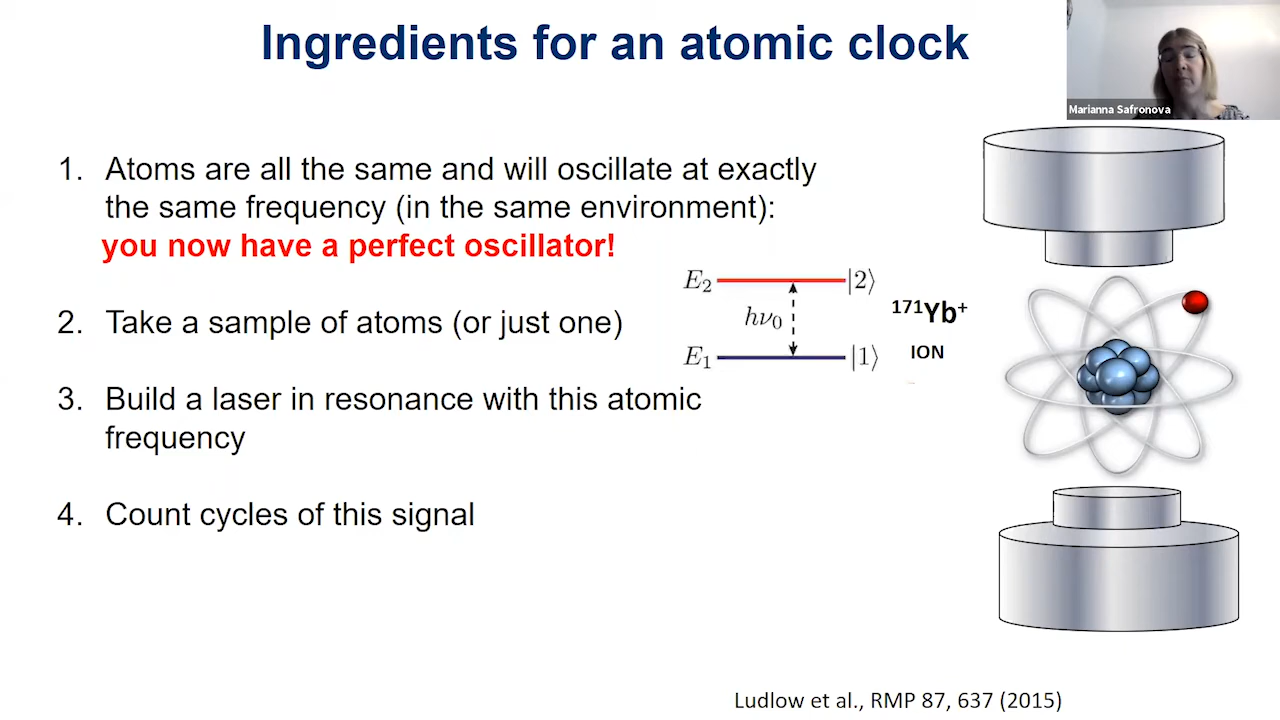 Ingredients for an atomic clock
Marianna Safronova
1. Atoms are all the same and will oscillate at exactly
the same frequency (in the same environment):
you now have a perfect oscillator!
E₂ |2⟩
hν₀
E₁ |1⟩
¹⁷¹Yb⁺
ION
2. Take a sample of atoms (or just one)
3. Build a laser in resonance with this atomic
frequency
4. Count cycles of this signal
Ludlow et al., RMP 87, 637 (2015)